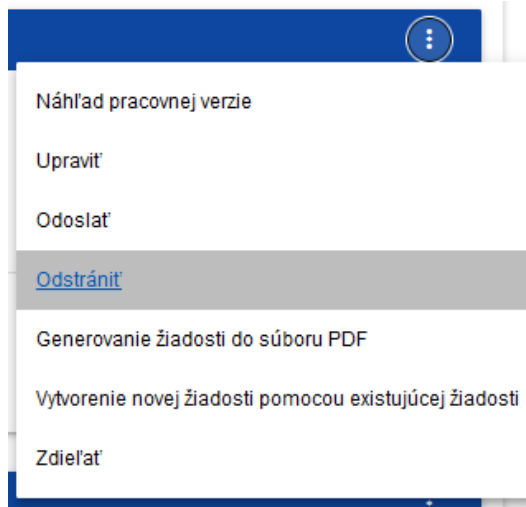 Náhľad pracovnej verzie
Upraviť
Odoslať
Odstrániť
Generovanie žiadosti do súboru PDF
Vytvorenie novej žiadosti pomocou existujúcej žiadosti
Zdieľať